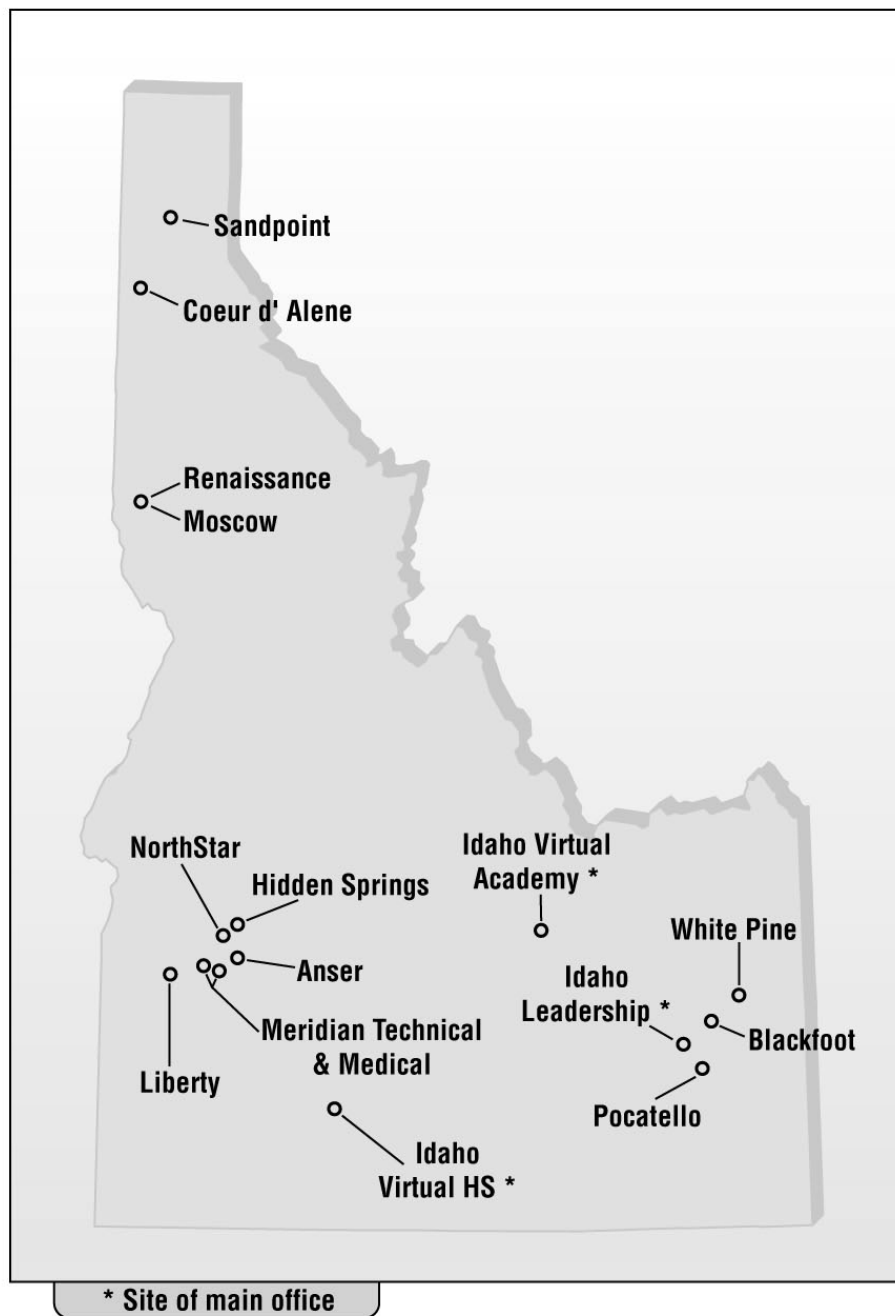 Sandpoint
Coeur d' Alene
Renaissance
Moscow
NorthStar
Hidden Springs
Idaho Virtual
Academy *
White Pine
Anser
Idaho
Leadership *
Meridian Technical
& Medical
Blackfoot
Liberty
Pocatello
Idaho
Virtual HS *
* Site of main office